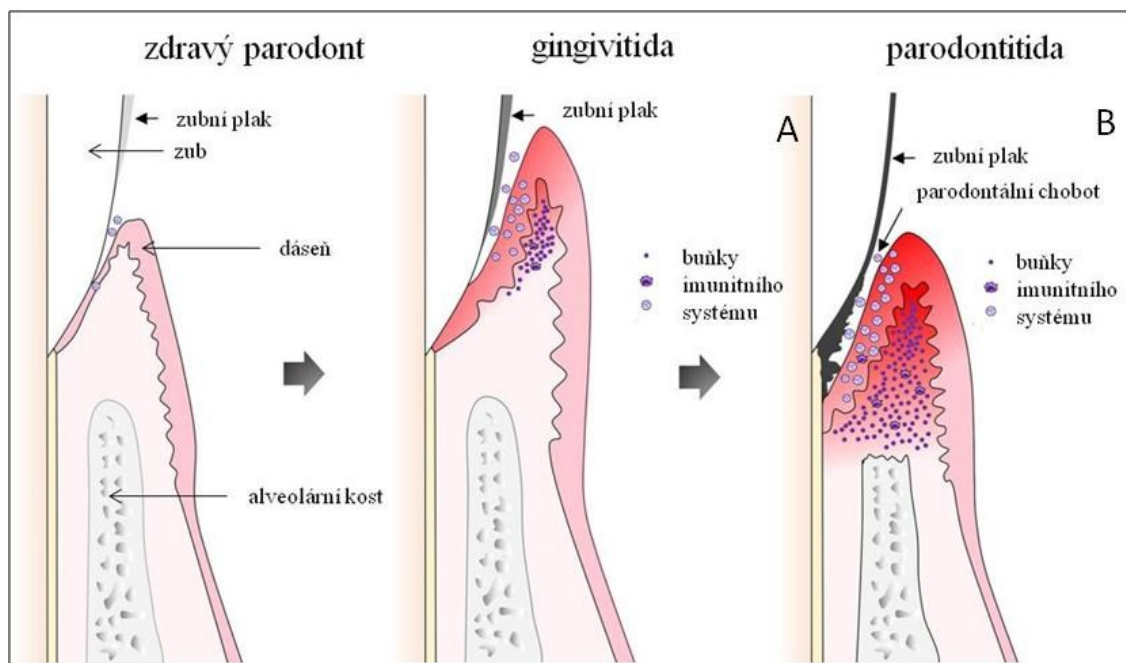 zdravý parodont
zubní plak
zub
dáseň
alveolární kost
gingivitida
zubní plak
A
buňky
imunitního
systému
parodontitida
B
zubní plak
parodontální chobot
buňky
imunitního
systému